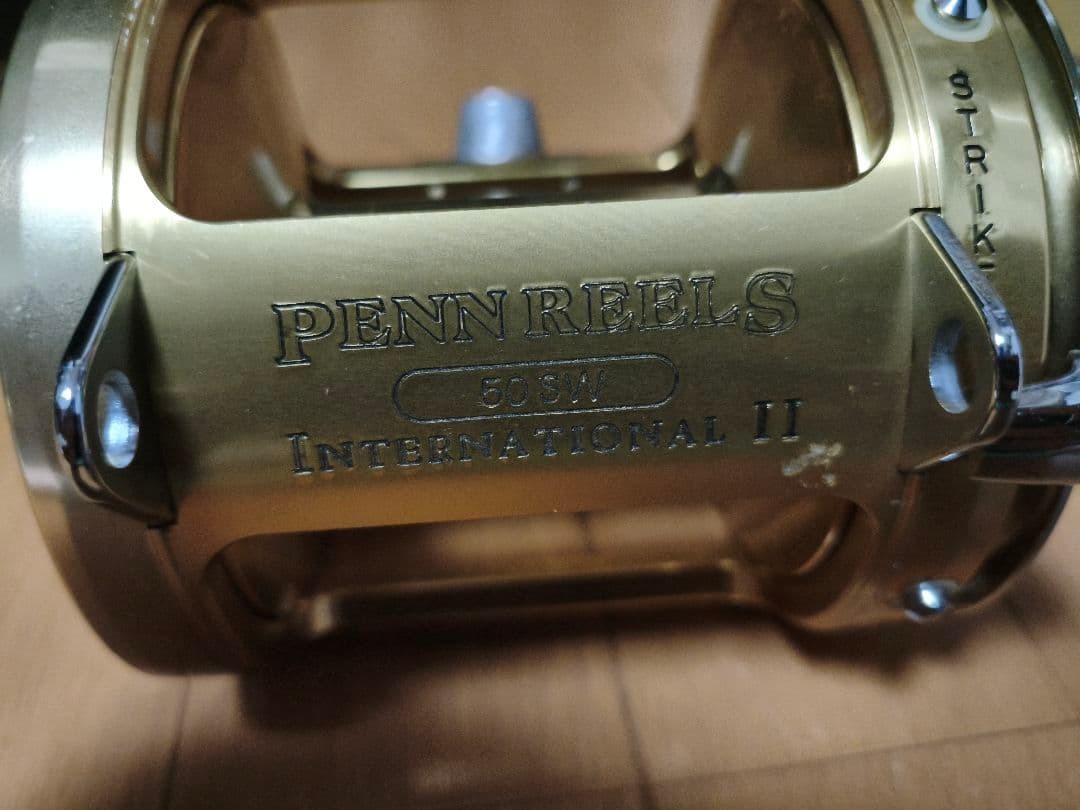 PENN REELS
50 SW
INTERNATIONAL II
STRIK